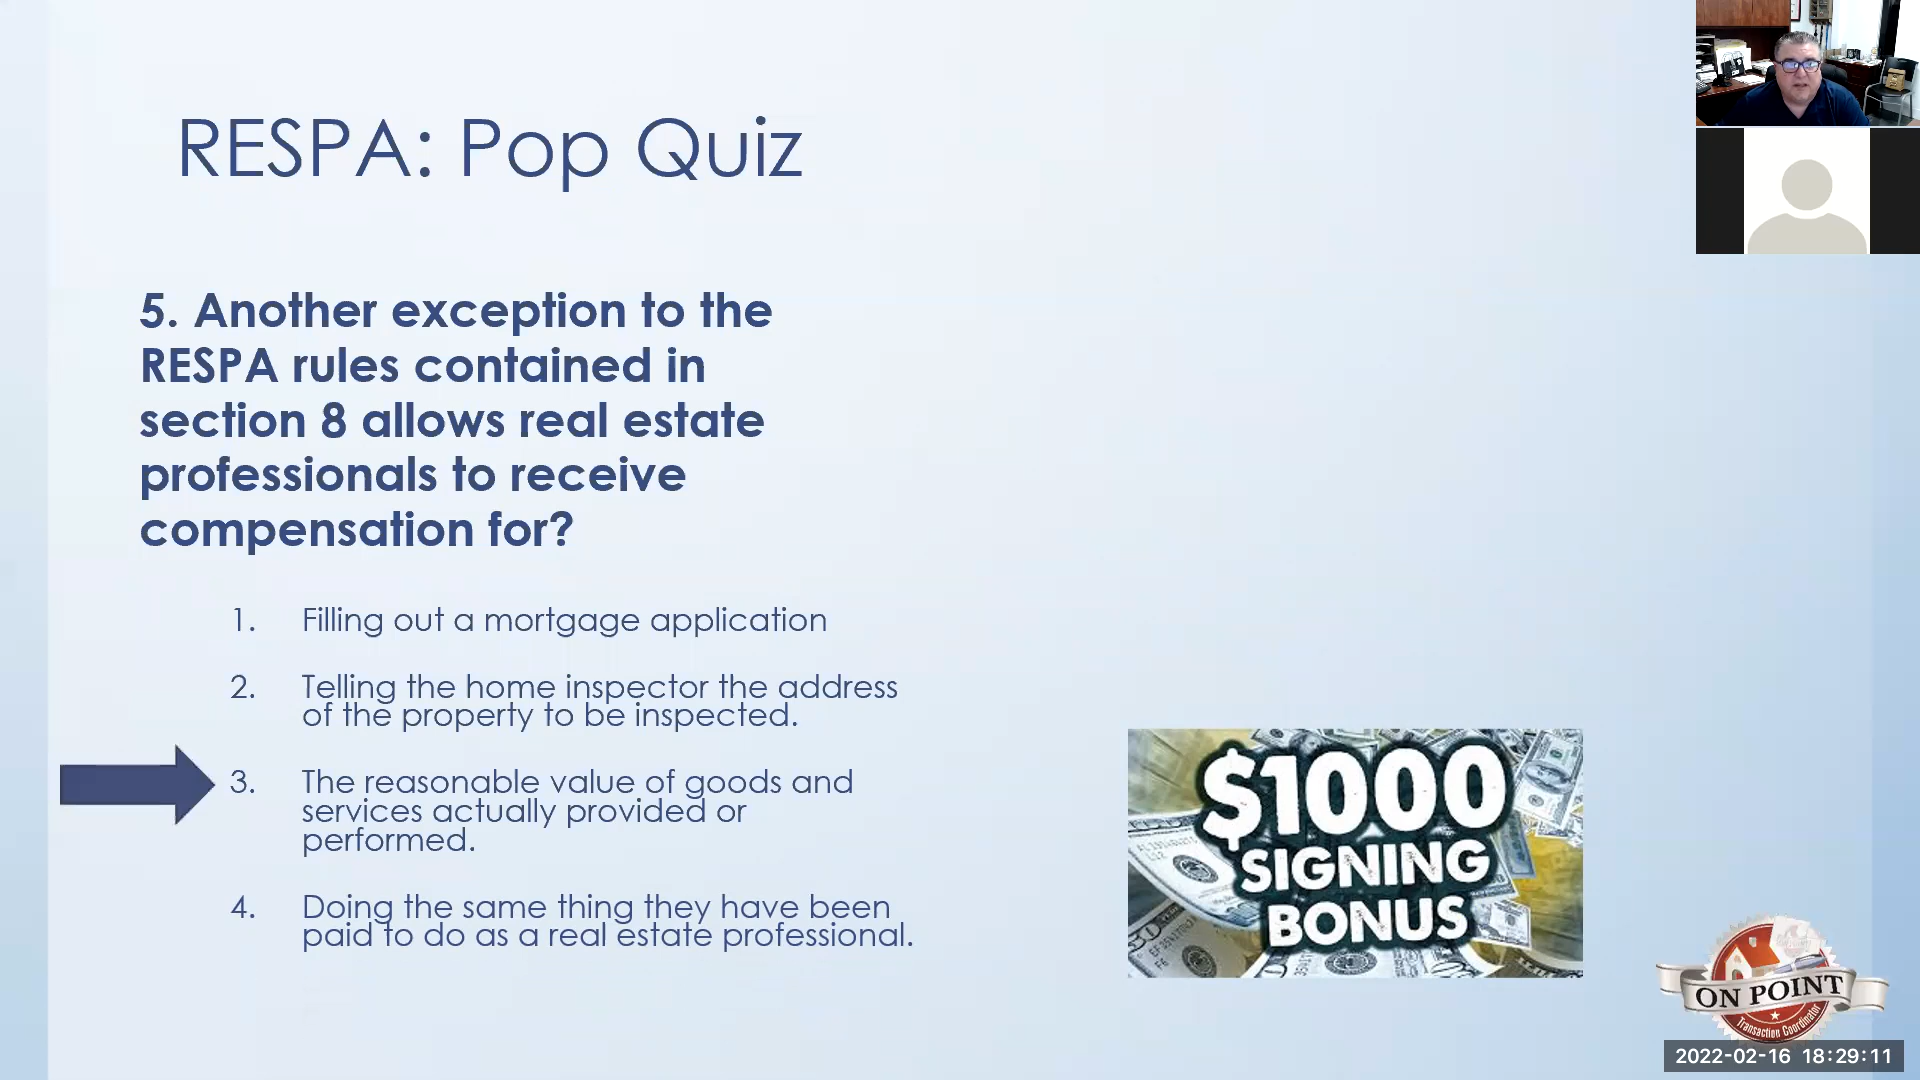 RESPA: Pop Quiz
5. Another exception to the
RESPA rules contained in
section 8 allows real estate
professionals to receive
compensation for?
1. Filling out a mortgage application
2. Telling the home inspector the address
of the property to be inspected.
3. The reasonable value of goods and
services actually provided or
performed.
4. Doing the same thing they have been
paid to do as a real estate professional.
$1000
SIGNING
BONUS
ON POINT
Transaction Coordinator
2022-02-16 18:29:11